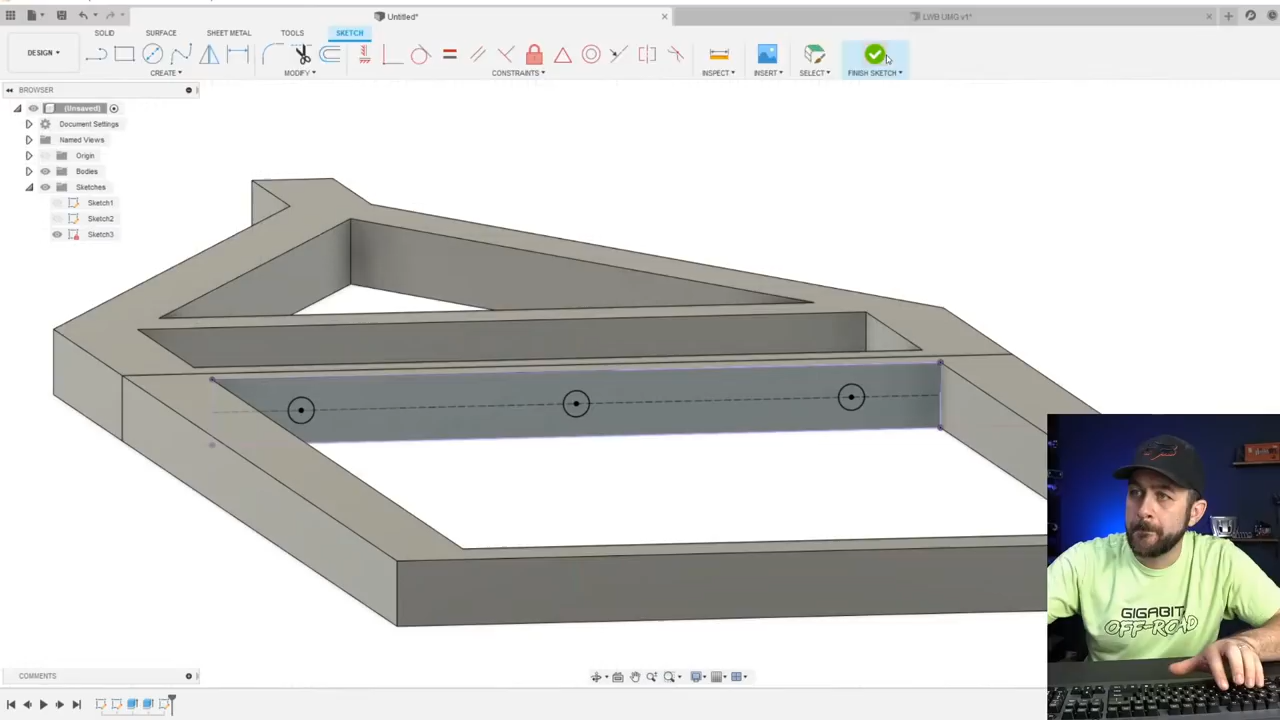 Untitled*
LWB UMG v1*
SOLID
SURFACE
SHEET METAL
TOOLS
SKETCH
DESIGN
CREATE
MODIFY
CONSTRAINTS
INSPECT
INSERT
SELECT
FINISH SKETCH
BROWSER
(Unsaved)
Document Settings
Named Views
Origin
Bodies
Sketches
Sketch1
Sketch2
Sketch3
GIGABIT
OFF-ROAD
COMMENTS